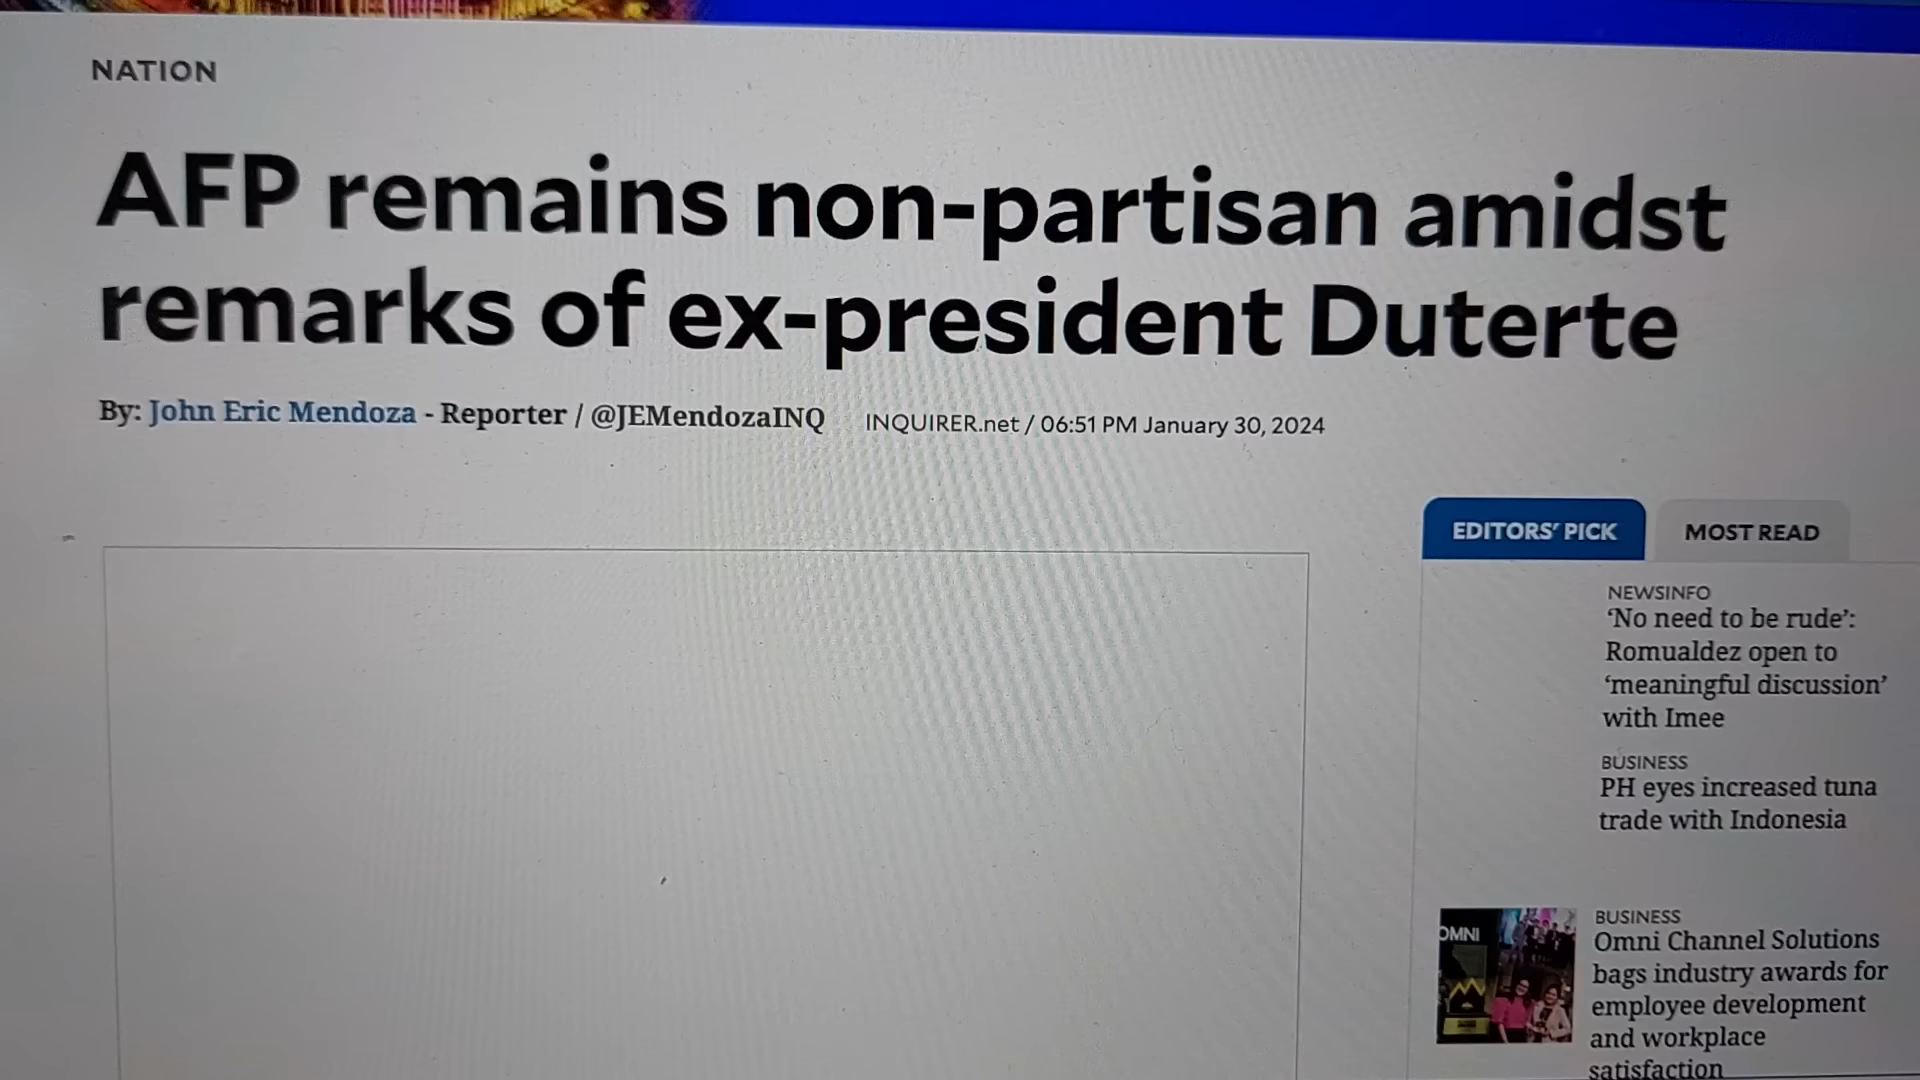 NATION
AFP remains non-partisan amidst
remarks of ex-president Duterte
By: John Eric Mendoza - Reporter / @JEMendozaINQ
INQUIRER.net / 06:51 PM January 30, 2024
EDITORS' PICK
MOST READ
NEWSINFO
‘No need to be rude’:
Romualdez open to
‘meaningful discussion’
with Imee
BUSINESS
PH eyes increased tuna
trade with Indonesia
OMNI
BUSINESS
Omni Channel Solutions
bags industry awards for
employee development
and workplace
satisfaction